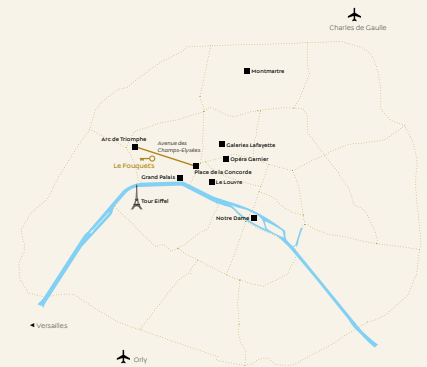 Charles de Gaulle
Montmartre
Arc de Triomphe
Avenue des
Champs-Elysées
Galeries Lafayette
Opéra Garnier
Le Fouquets
Place de la Concorde
Grand Palais
Le Louvre
Tour Eiffel
Notre Dame
Versailles
Orly